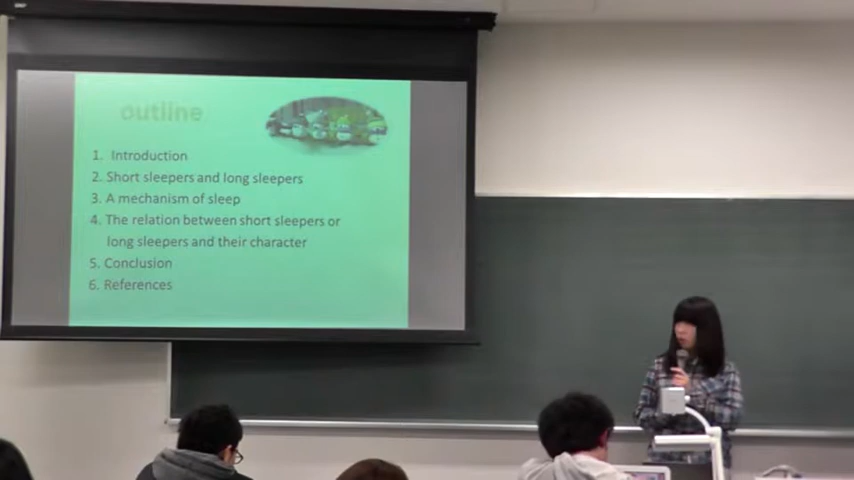 outline
1. Introduction
2. Short sleepers and long sleepers
3. A mechanism of sleep
4. The relation between short sleepers or
long sleepers and their character
5. Conclusion
6. References